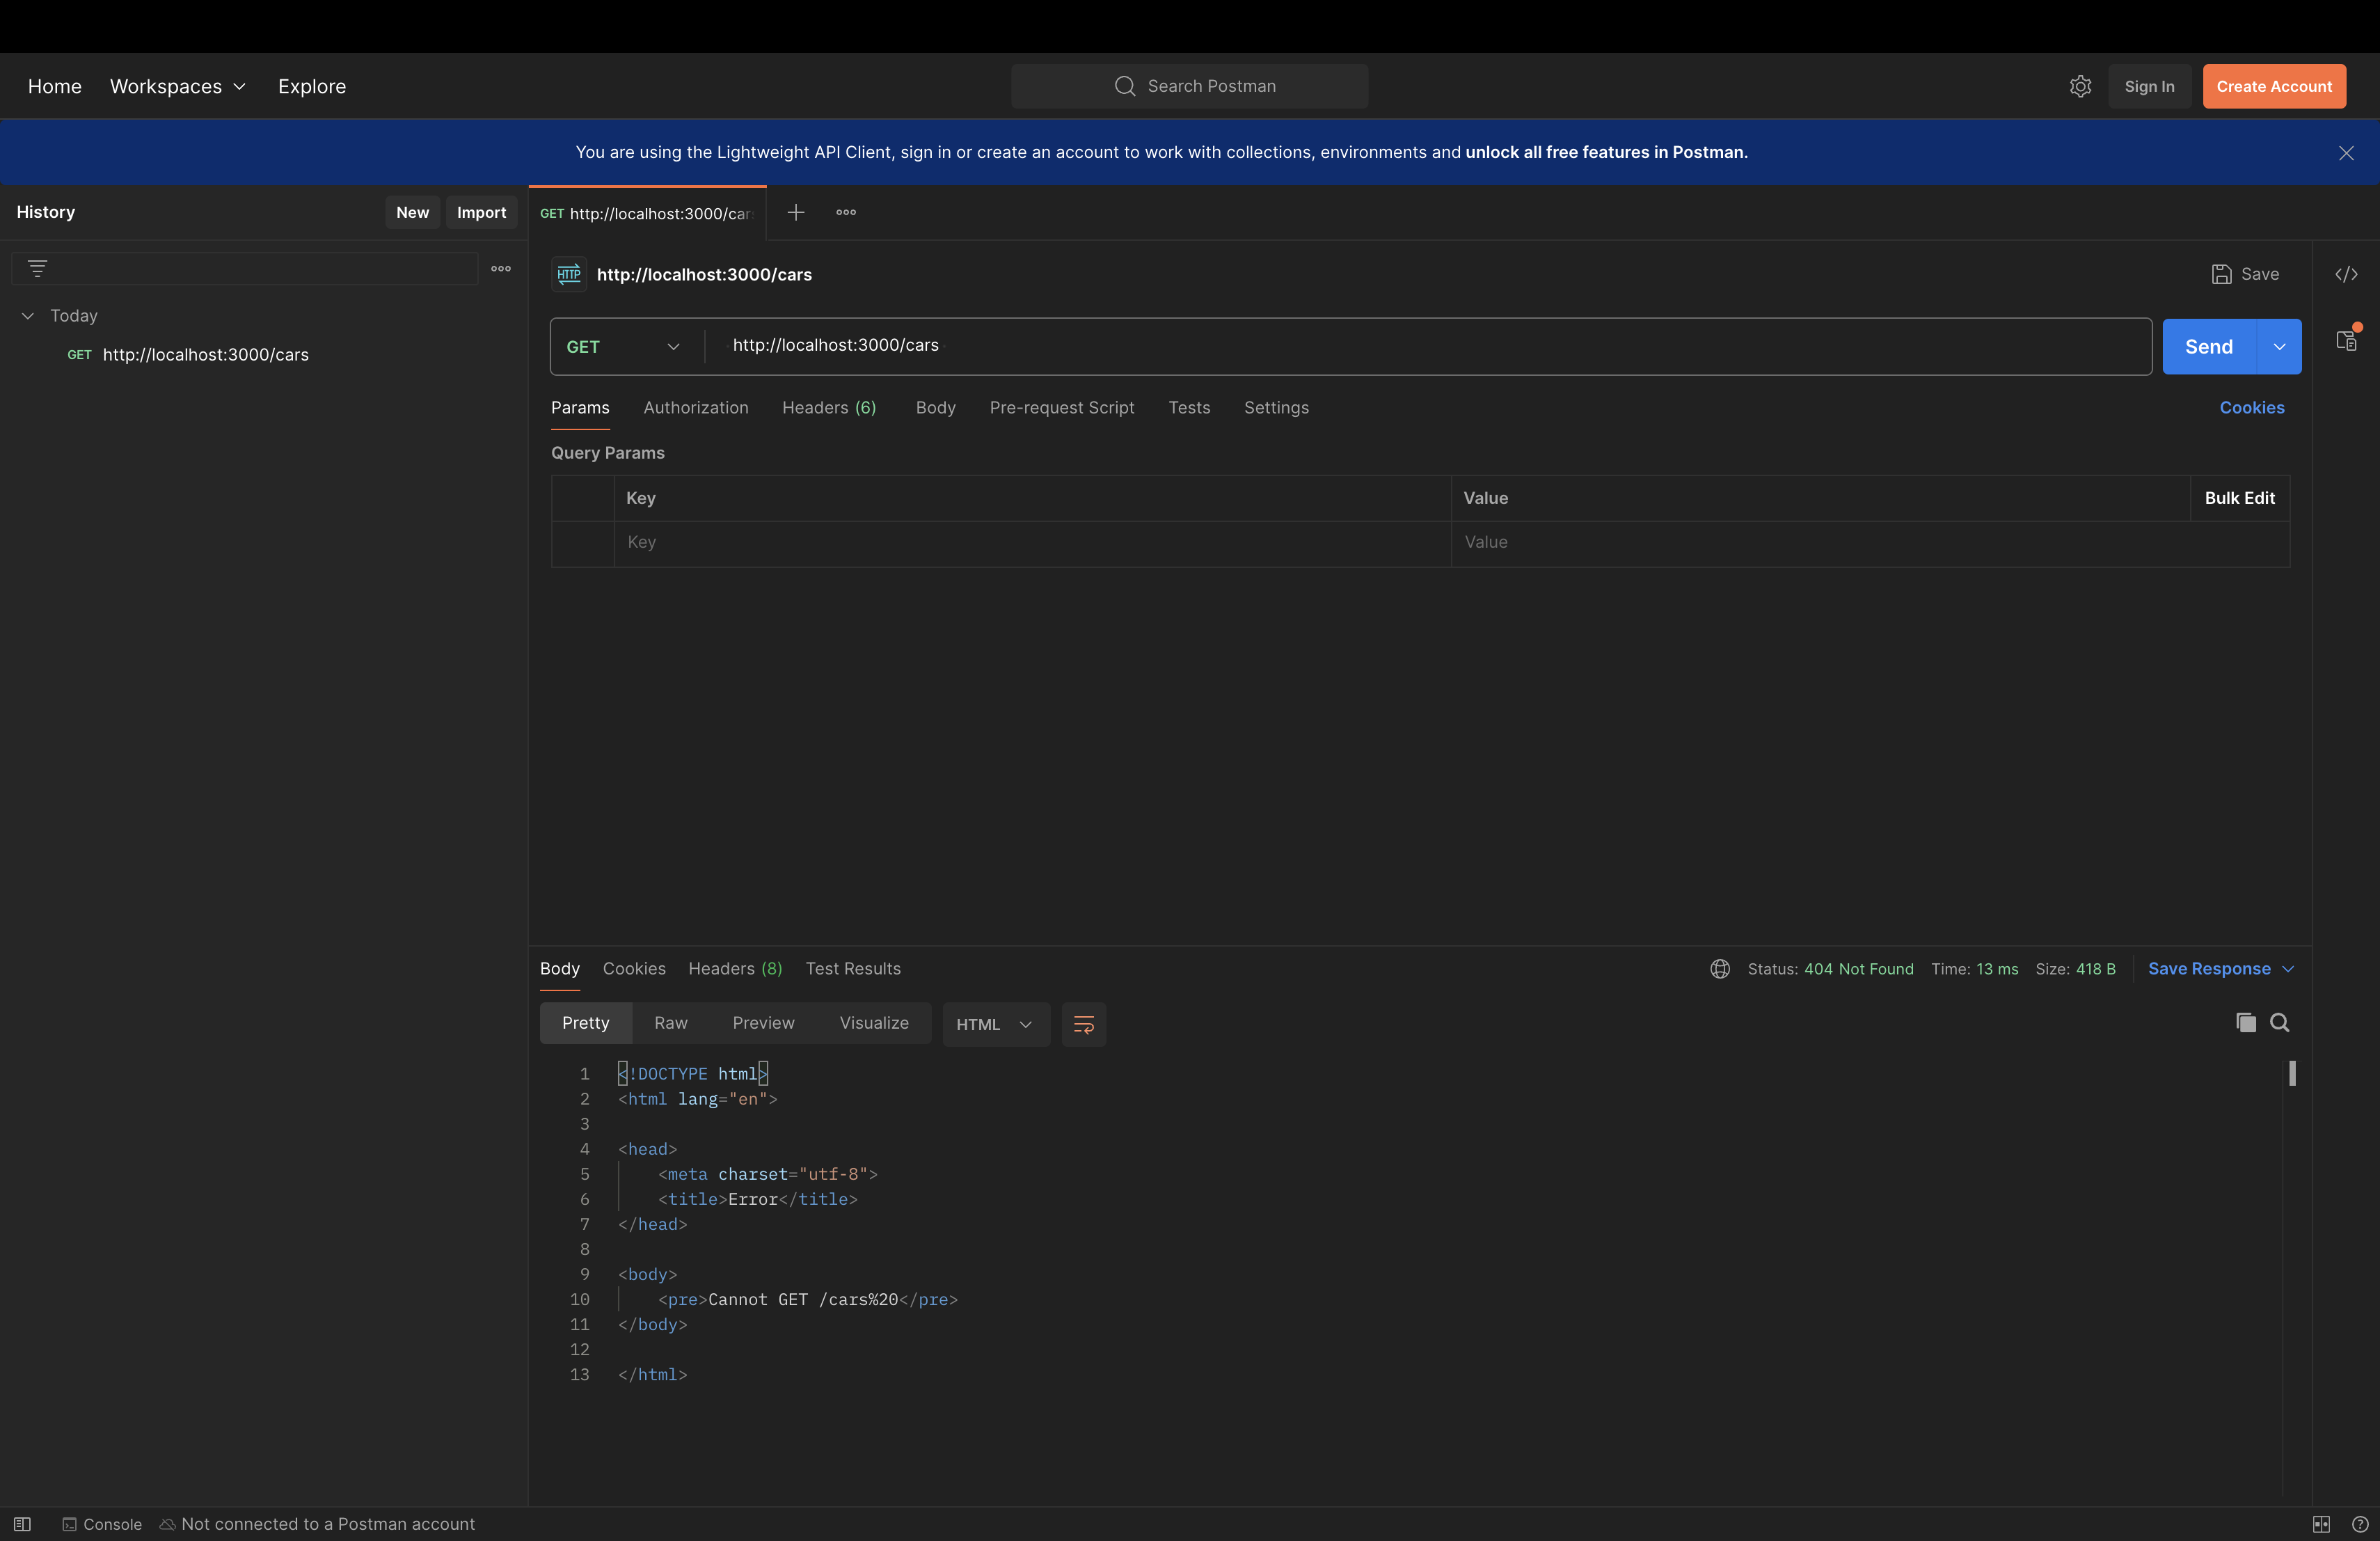 Home Workspaces Explore Search Postman Sign In Create Account
You are using the Lightweight API Client, sign in or create an account to work with collections, environments and unlock all free features in Postman.
History New Import
GET http://localhost:3000/car
Today
GET http://localhost:3000/cars
HTTP http://localhost:3000/cars Save
GET http://localhost:3000/cars Send
Params Authorization Headers (6) Body Pre-request Script Tests Settings Cookies
Query Params
Key Value Bulk Edit
Key Value
Body Cookies Headers (8) Test Results Status: 404 Not Found Time: 13 ms Size: 418 B Save Response
Pretty Raw Preview Visualize HTML
1 <!DOCTYPE html>
2 <html lang="en">
3
4 <head>
5 <meta charset="utf-8">
6 <title>Error</title>
7 </head>
8
9 <body>
10 <pre>Cannot GET /cars%20</pre>
11 </body>
12
13 </html>
Console Not connected to a Postman account